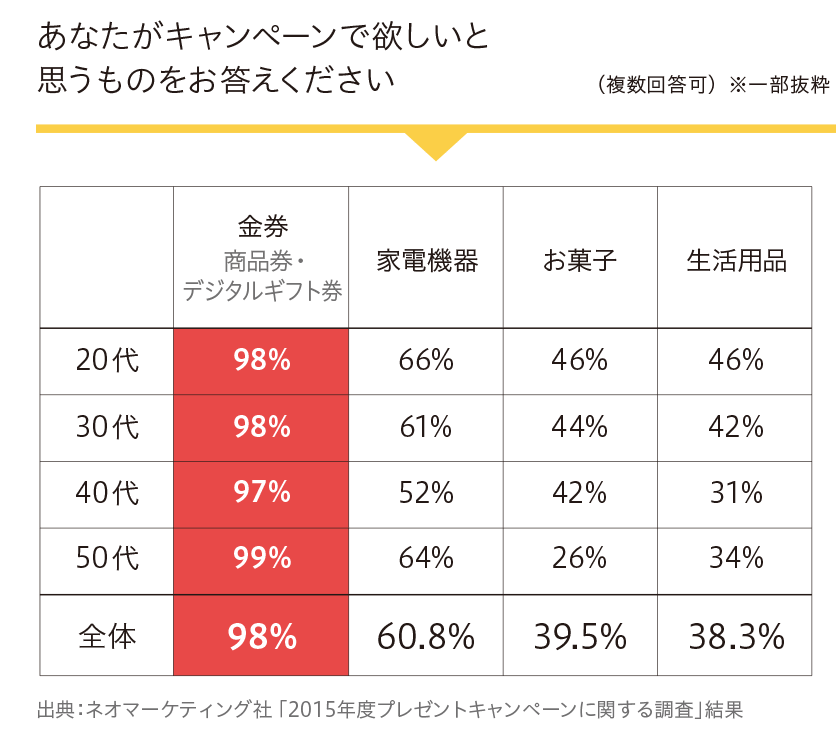 あなたがキャンペーンで欲しいと
思うものをお答えください
（複数回答可）※一部抜粋
金券
商品券・
デジタルギフト券
家電機器
お菓子
生活用品
20代 98% 66% 46% 46%
30代 98% 61% 44% 42%
40代 97% 52% 42% 31%
50代 99% 64% 26% 34%
全体 98% 60.8% 39.5% 38.3%
出典：ネオマーケティング社「2015年度プレゼントキャンペーンに関する調査」結果